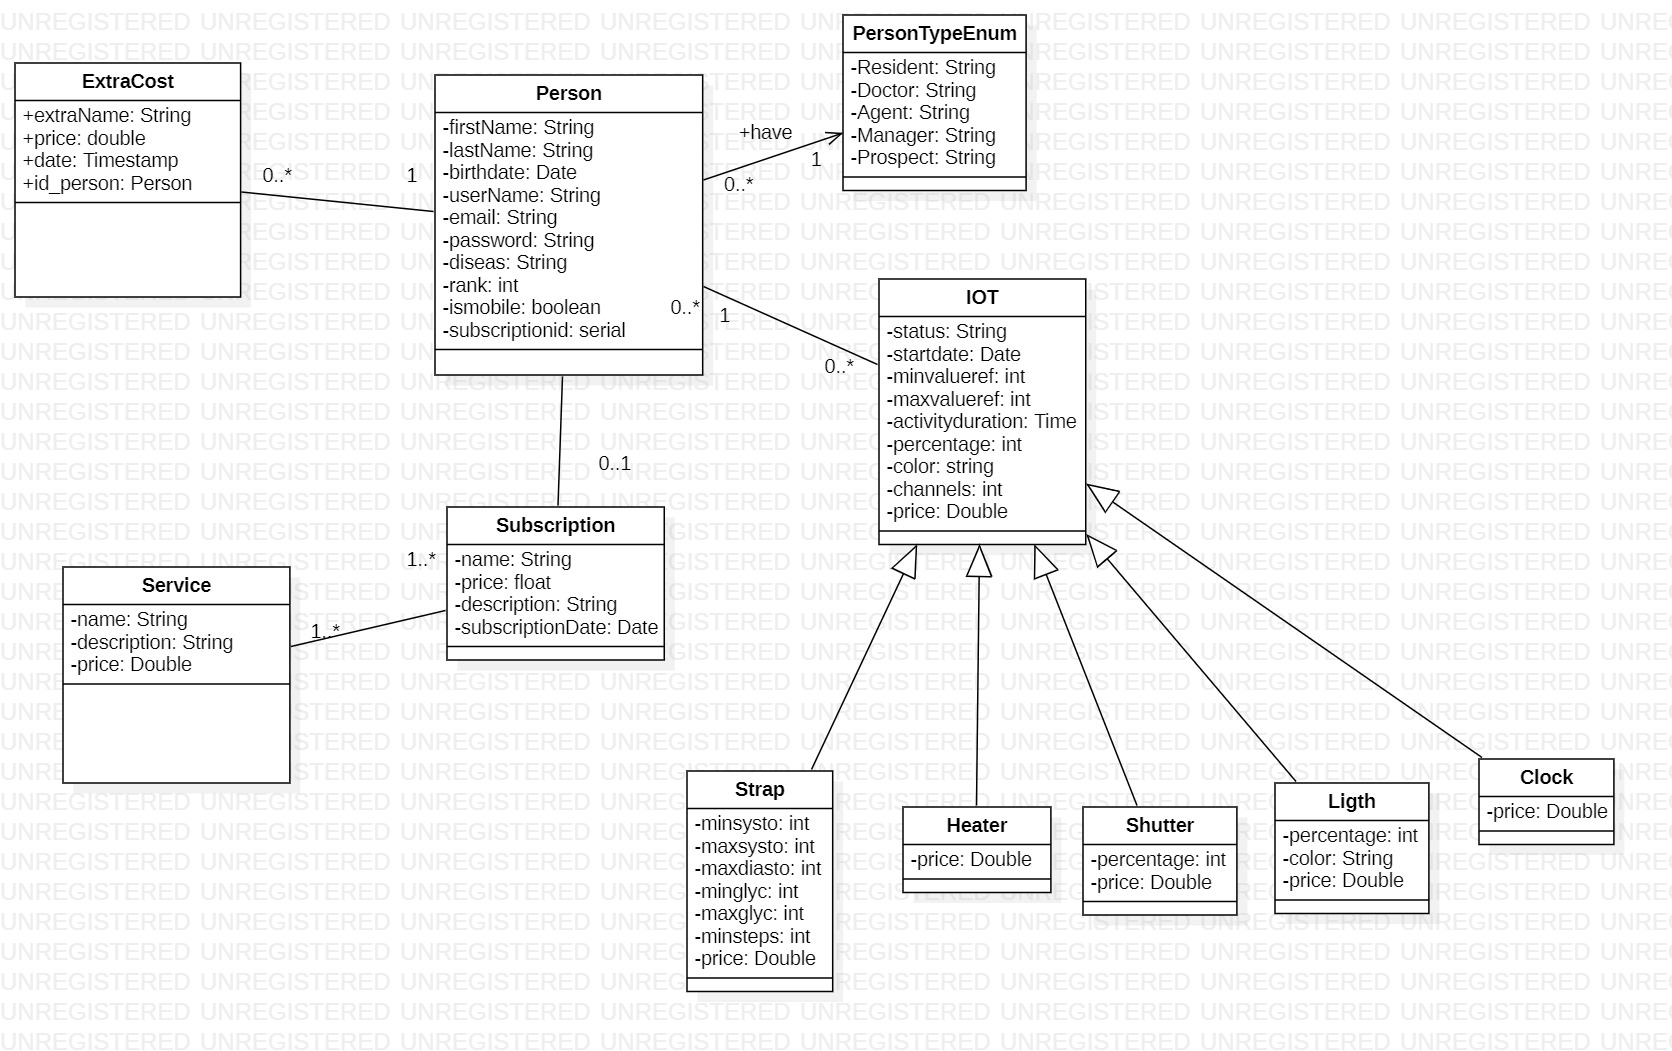 ExtraCost
+extraName: String
+price: double
+date: Timestamp
+id_person: Person
0..*
1
Person
-firstName: String
-lastName: String
-birthdate: Date
-userName: String
-email: String
-password: String
-diseas: String
-rank: int
-ismobile: boolean
-subscriptionid: serial
0..*
+have
1
0..*
PersonTypeEnum
-Resident: String
-Doctor: String
-Agent: String
-Manager: String
-Prospect: String
1
0..*
IOT
-status: String
-startdate: Date
-minvalueref: int
-maxvalueref: int
-activityduration: Time
-percentage: int
-color: string
-channels: int
-price: Double
0..1
Subscription
-name: String
-price: float
-description: String
-subscriptionDate: Date
1..*
1..*
Service
-name: String
-description: String
-price: Double
Strap
-minsysto: int
-maxsysto: int
-maxdiasto: int
-minglyc: int
-maxglyc: int
-minsteps: int
-price: Double
Heater
-price: Double
Shutter
-percentage: int
-price: Double
Ligth
-percentage: int
-color: String
-price: Double
Clock
-price: Double
UNREGISTERED